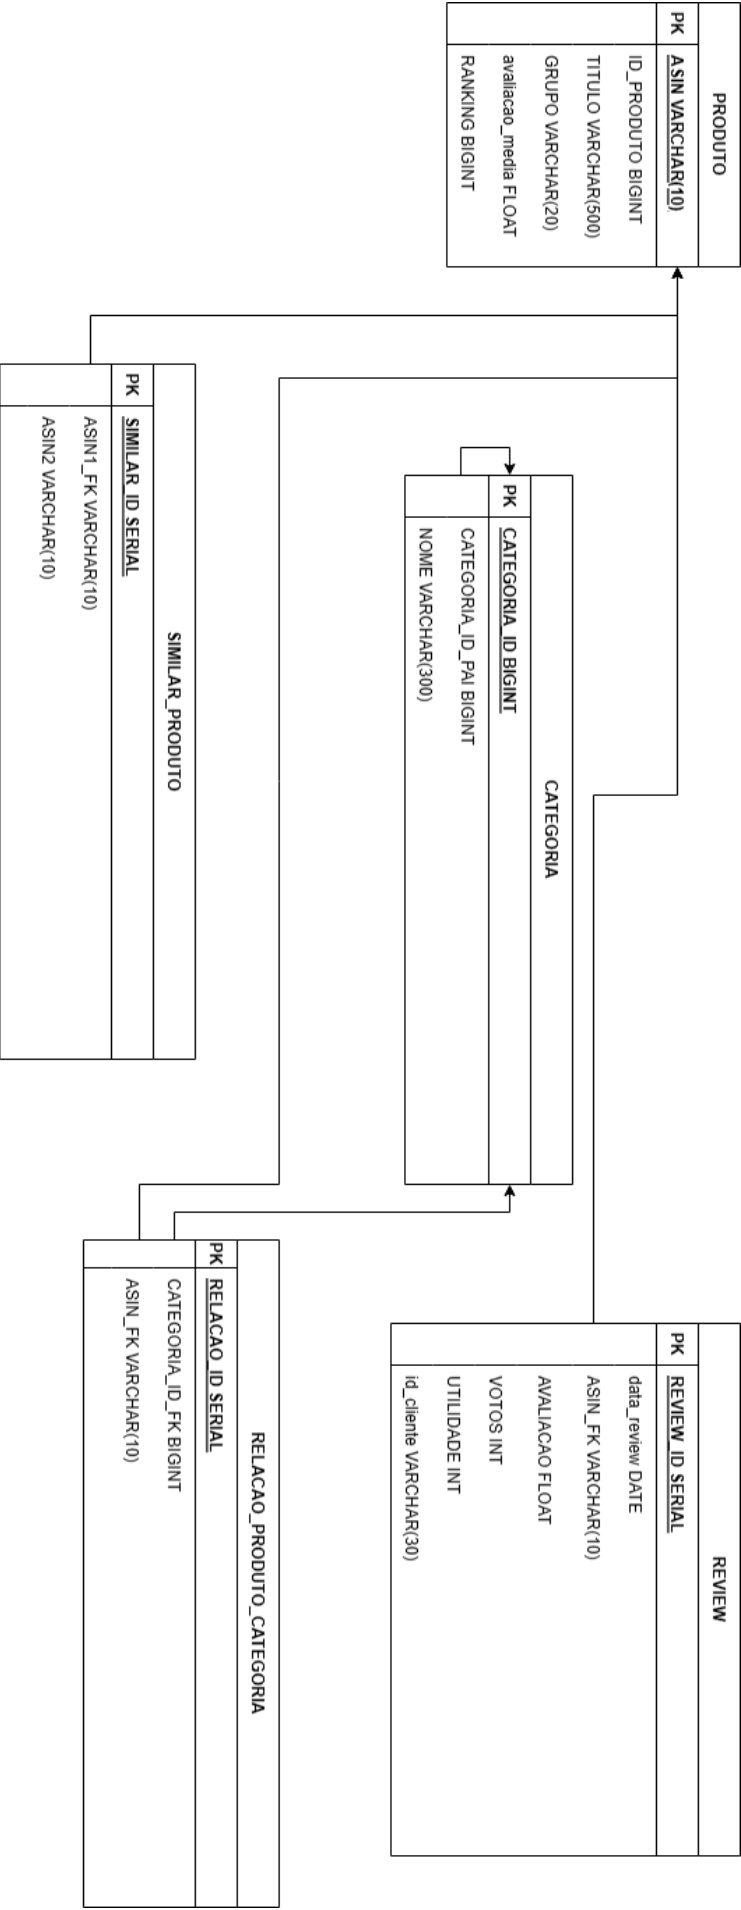 PRODUTO
PK ASIN VARCHAR(10)
ID_PRODUTO BIGINT
TITULO VARCHAR(500)
GRUPO VARCHAR(20)
avaliacao_media FLOAT
RANKING BIGINT
REVIEW
PK REVIEW_ID SERIAL
data_review DATE
ASIN_FK VARCHAR(10)
AVALIACAO FLOAT
VOTOS INT
UTILIDADE INT
id_cliente VARCHAR(30)
CATEGORIA
PK CATEGORIA_ID BIGINT
CATEGORIA_ID_PAI BIGINT
NOME VARCHAR(300)
RELACAO_PRODUTO_CATEGORIA
PK RELACAO_ID SERIAL
CATEGORIA_ID_FK BIGINT
ASIN_FK VARCHAR(10)
SIMILAR_PRODUTO
PK SIMILAR_ID SERIAL
ASIN1_FK VARCHAR(10)
ASIN2 VARCHAR(10)